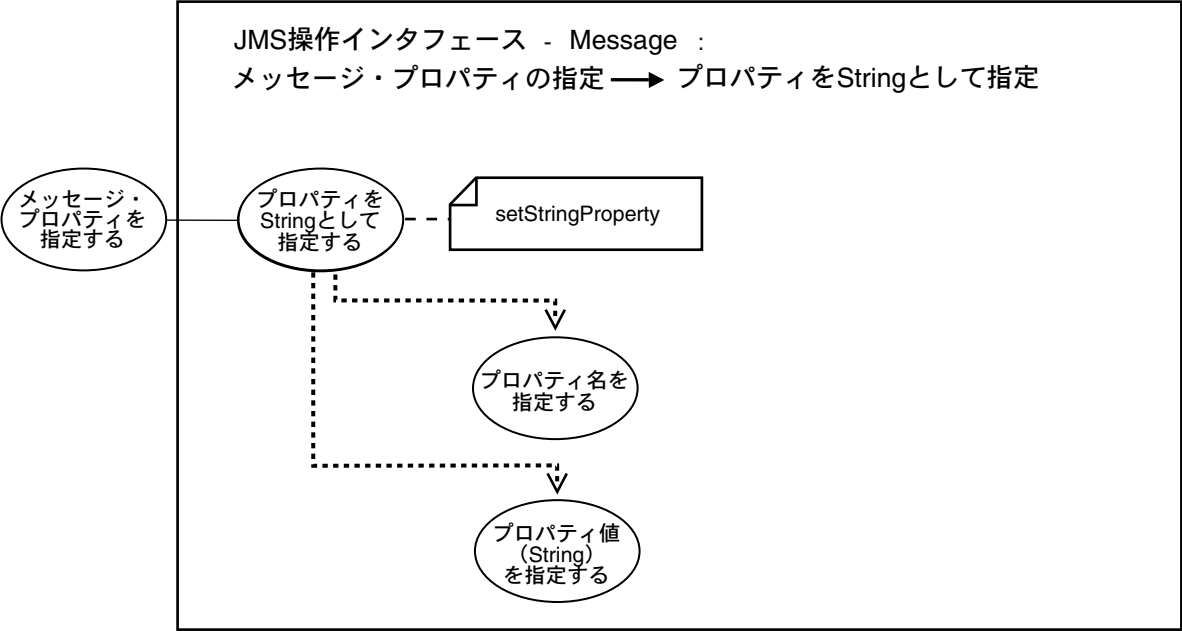 JMS操作インタフェース - Message :
メッセージ・プロパティの指定 → プロパティをStringとして指定
メッセージ・
プロパティを
指定する
プロパティを
Stringとして
指定する
setStringProperty
プロパティ名を
指定する
プロパティ値
（String）
を指定する